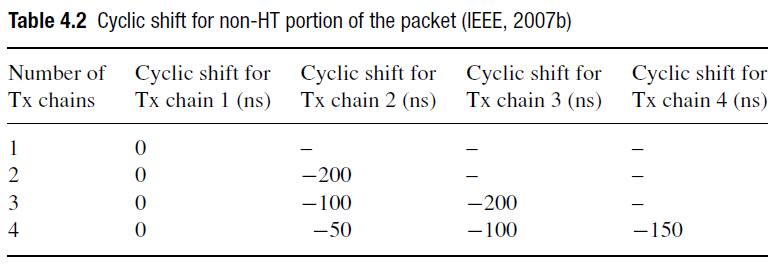 Table 4.2 Cyclic shift for non-HT portion of the packet (IEEE, 2007b)
Number of Cyclic shift for Cyclic shift for Cyclic shift for Cyclic shift for
Tx chains Tx chain 1 (ns) Tx chain 2 (ns) Tx chain 3 (ns) Tx chain 4 (ns)
1 0 – – –
2 0 −200 – –
3 0 −100 −200 –
4 0 −50 −100 −150